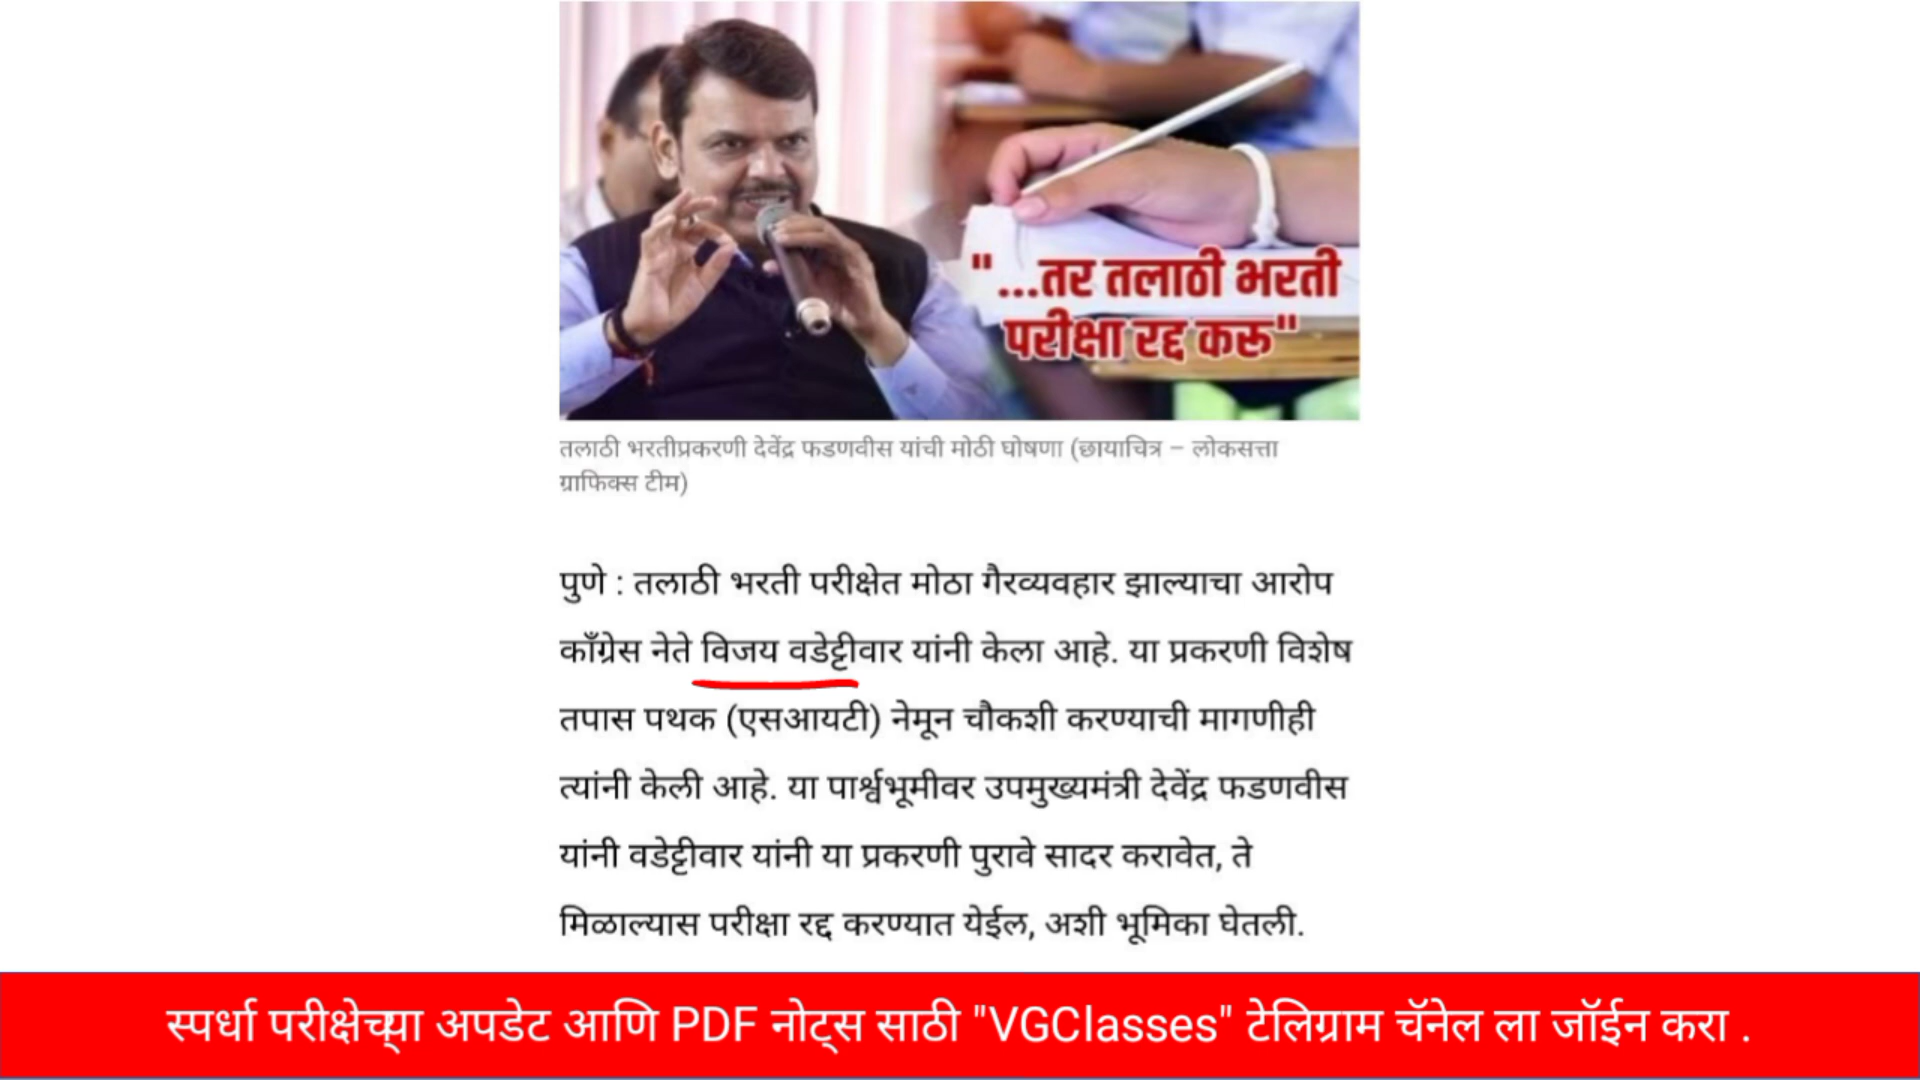 "...तर तलाठी भरती
परीक्षा रद्द करू"
तलाठी भरतीप्रकरणी देवेंद्र फडणवीस यांची मोठी घोषणा (छायाचित्र – लोकसत्ता
ग्राफिक्स टीम)
पुणे : तलाठी भरती परीक्षेत मोठा गैरव्यवहार झाल्याचा आरोप
काँग्रेस नेते विजय वडेट्टीवार यांनी केला आहे. या प्रकरणी विशेष
तपास पथक (एसआयटी) नेमून चौकशी करण्याची मागणीही
त्यांनी केली आहे. या पार्श्वभूमीवर उपमुख्यमंत्री देवेंद्र फडणवीस
यांनी वडेट्टीवार यांनी या प्रकरणी पुरावे सादर करावेत, ते
मिळाल्यास परीक्षा रद्द करण्यात येईल, अशी भूमिका घेतली.
स्पर्धा परीक्षेच्या अपडेट आणि PDF नोट्स साठी "VGClasses" टेलिग्राम चॅनेल ला जॉईन करा .